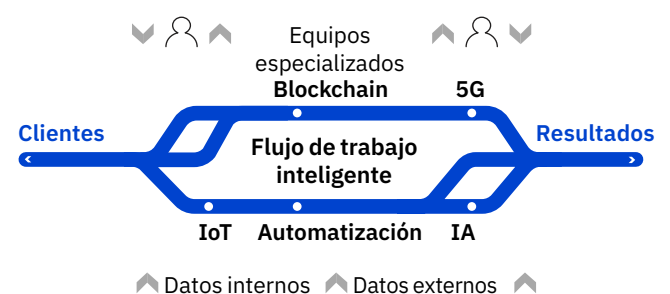 Equipos
especializados
Blockchain 5G
Clientes Resultados
Flujo de trabajo
inteligente
IoT Automatización IA
Datos internos Datos externos